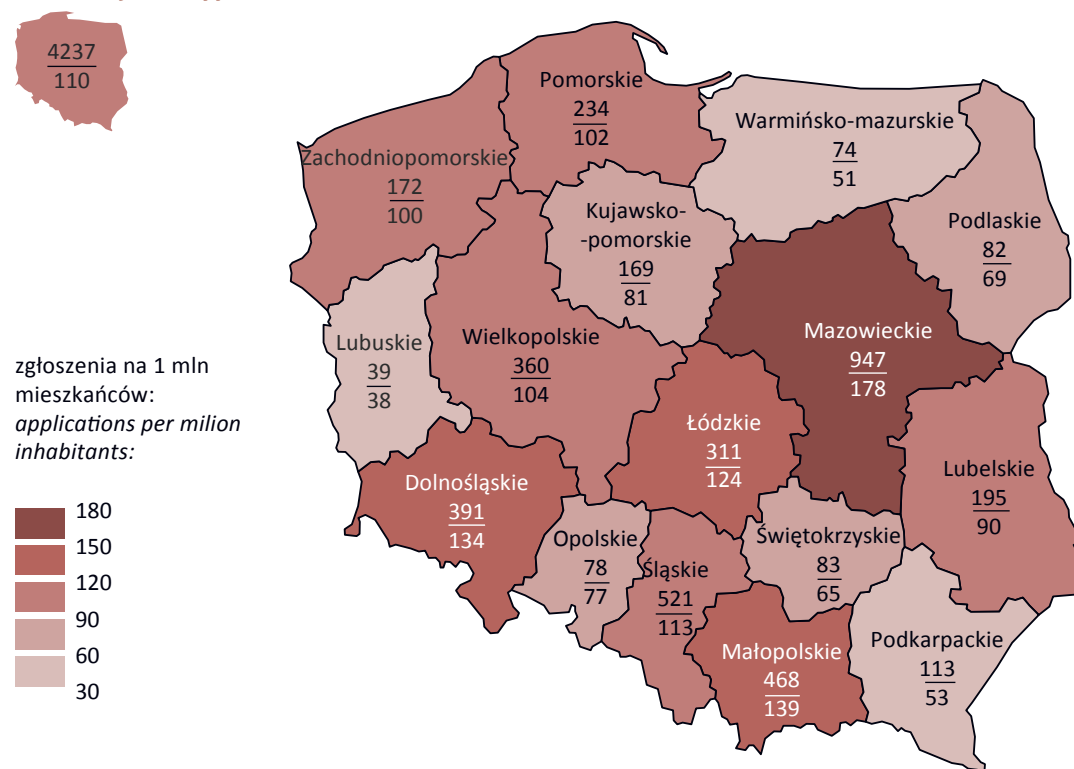 4237
110
Pomorskie
234
102
Warmińsko-mazurskie
74
51
Zachodniopomorskie
172
100
Kujawsko-
-pomorskie
169
81
Podlaskie
82
69
Lubuskie
39
38
Wielkopolskie
360
104
Mazowieckie
947
178
zgłoszenia na 1 mln
mieszkańców:
applications per milion
inhabitants:
Łódzkie
311
124
Lubelskie
195
90
Dolnośląskie
391
134
Opolskie
78
77
Śląskie
521
113
Świętokrzyskie
83
65
Małopolskie
468
139
Podkarpackie
113
53
180
150
120
90
60
30